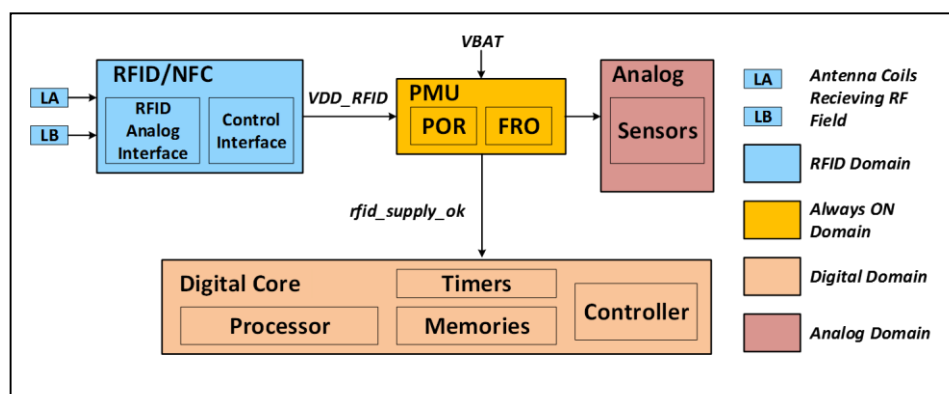 VBAT
RFID/NFC
LA
LB
RFID
Analog
Interface
Control
Interface
VDD_RFID
PMU
POR
FRO
Analog
Sensors
rfid_supply_ok
Digital Core
Timers
Processor
Memories
Controller
LA
LB
Antenna Coils
Recieving RF
Field
RFID Domain
Always ON
Domain
Digital Domain
Analog Domain